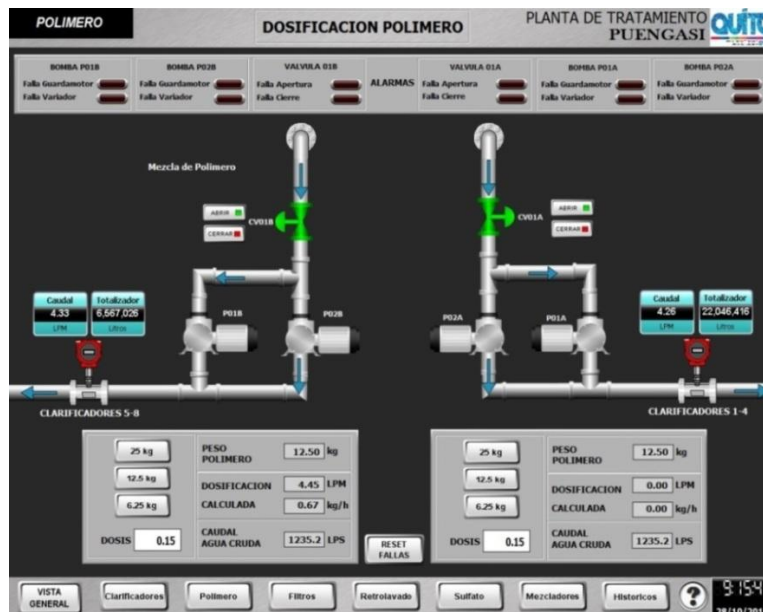 POLIMERO
DOSIFICACION POLIMERO
PLANTA DE TRATAMIENTO
PUENGASI
QUITO
BOMBA P01B
Falla Guardamotor
Falla Variador
BOMBA P02B
Falla Guardamotor
Falla Variador
VALVULA 01B
Falla Apertura
Falla Cierre
ALARMAS
VALVULA 01A
Falla Apertura
Falla Cierre
BOMBA P01A
Falla Guardamotor
Falla Variador
BOMBA P02A
Falla Guardamotor
Falla Variador
Mezcla de Polimero
ABRIR
CERRAR
CV01B
CV01A
ABRIR
CERRAR
Caudal
4.33
LPM
Totalizador
6,567,026
Litros
P01B
P02B
P02A
P01A
Caudal
4.26
LPM
Totalizador
22,046,416
Litros
CLARIFICADORES 5-8
CLARIFICADORES 1-4
25 kg
12.5 kg
6.25 kg
DOSIS 0.15
PESO
POLIMERO 12.50 kg
DOSIFICACION 4.45 LPM
CALCULADA 0.67 kg/h
CAUDAL
AGUA CRUDA 1235.2 LPS
RESET
FALLAS
25 kg
12.5 kg
6.25 kg
DOSIS 0.15
PESO
POLIMERO 12.50 kg
DOSIFICACION 0.00 LPM
CALCULADA 0.00 kg/h
CAUDAL
AGUA CRUDA 1235.2 LPS
VISTA
GENERAL
Clarificadores
Polimero
Filtros
Retrolavado
Sulfato
Mezcladores
Historicos
?
9:15:4
28/10/201